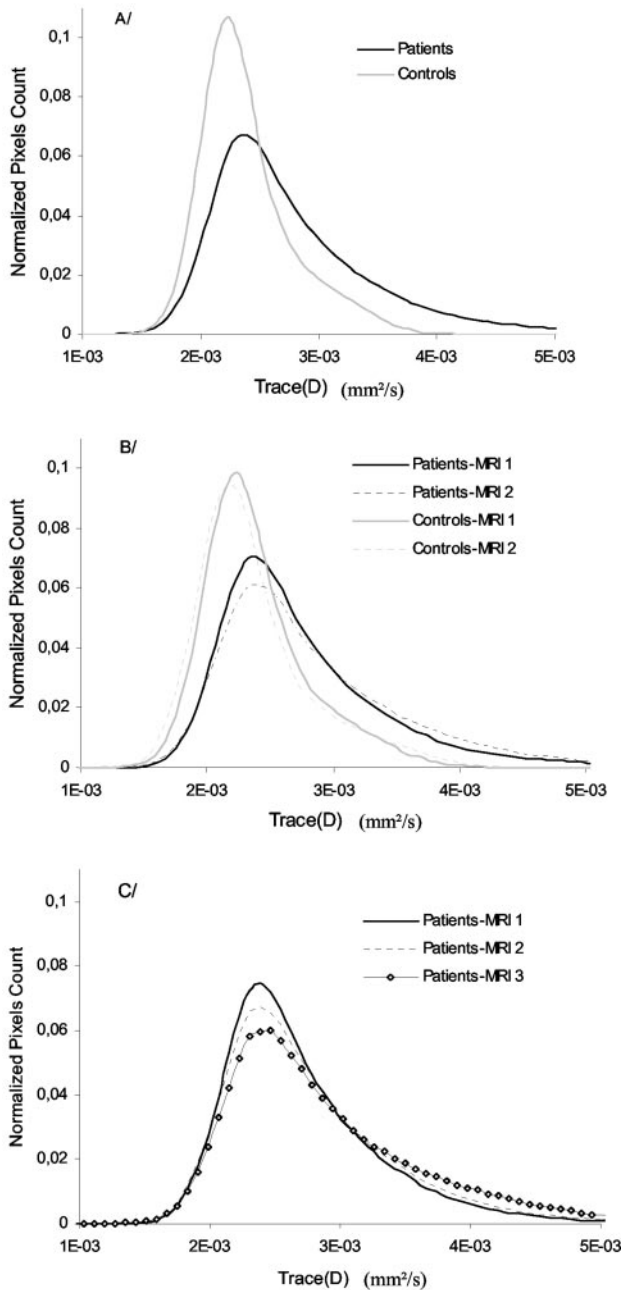 A/
Patients
Controls
0,1
0,08
0,06
0,04
0,02
0
Normalized Pixels Count
1E-03 2E-03 3E-03 4E-03 5E-03
Trace(D) (mm²/s)
B/
Patients-MRI 1
Patients-MRI 2
Controls-MRI 1
Controls-MRI 2
0,1
0,08
0,06
0,04
0,02
0
Normalized Pixels Count
1E-03 2E-03 3E-03 4E-03 5E-03
Trace(D) (mm²/s)
C/
Patients-MRI 1
Patients-MRI 2
Patients-MRI 3
0,1
0,08
0,06
0,04
0,02
0
Normalized Pixels Count
1E-03 2E-03 3E-03 4E-03 5E-03
Trace(D) (mm²/s)